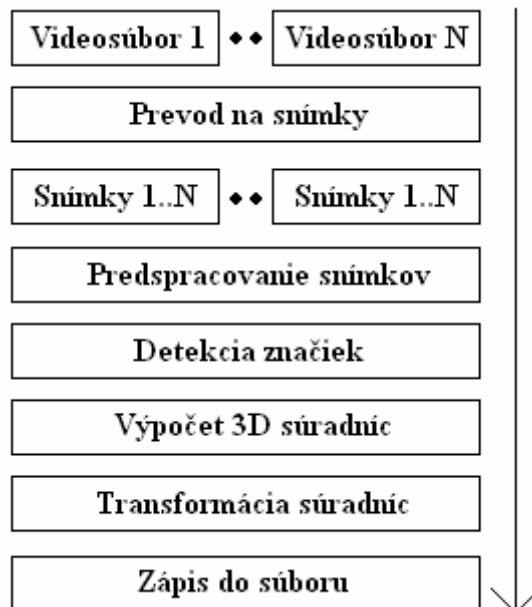 Videosúbor 1 •• Videosúbor N
Prevod na snímky
Snímky 1..N •• Snímky 1..N
Predspracovanie snímkov
Detekcia značiek
Výpočet 3D súradníc
Transformácia súradníc
Zápis do súboru